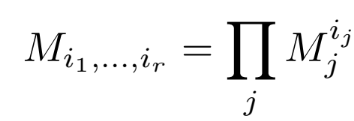 M_{i_1,...,i_r} = \prod_j M_j^{i_j}